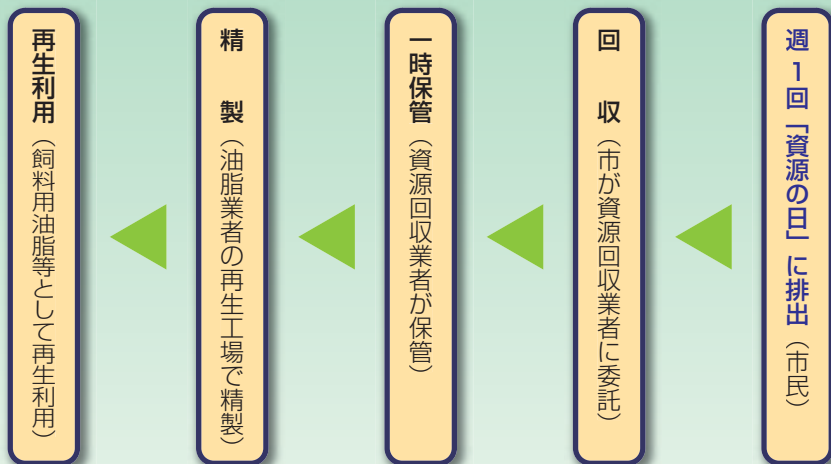 週1回「資源の日」に排出（市民）
回　収（市が資源回収業者に委託）
一時保管（資源回収業者が保管）
精　製（油脂業者の再生工場で精製）
再生利用（飼料用油脂等として再生利用）